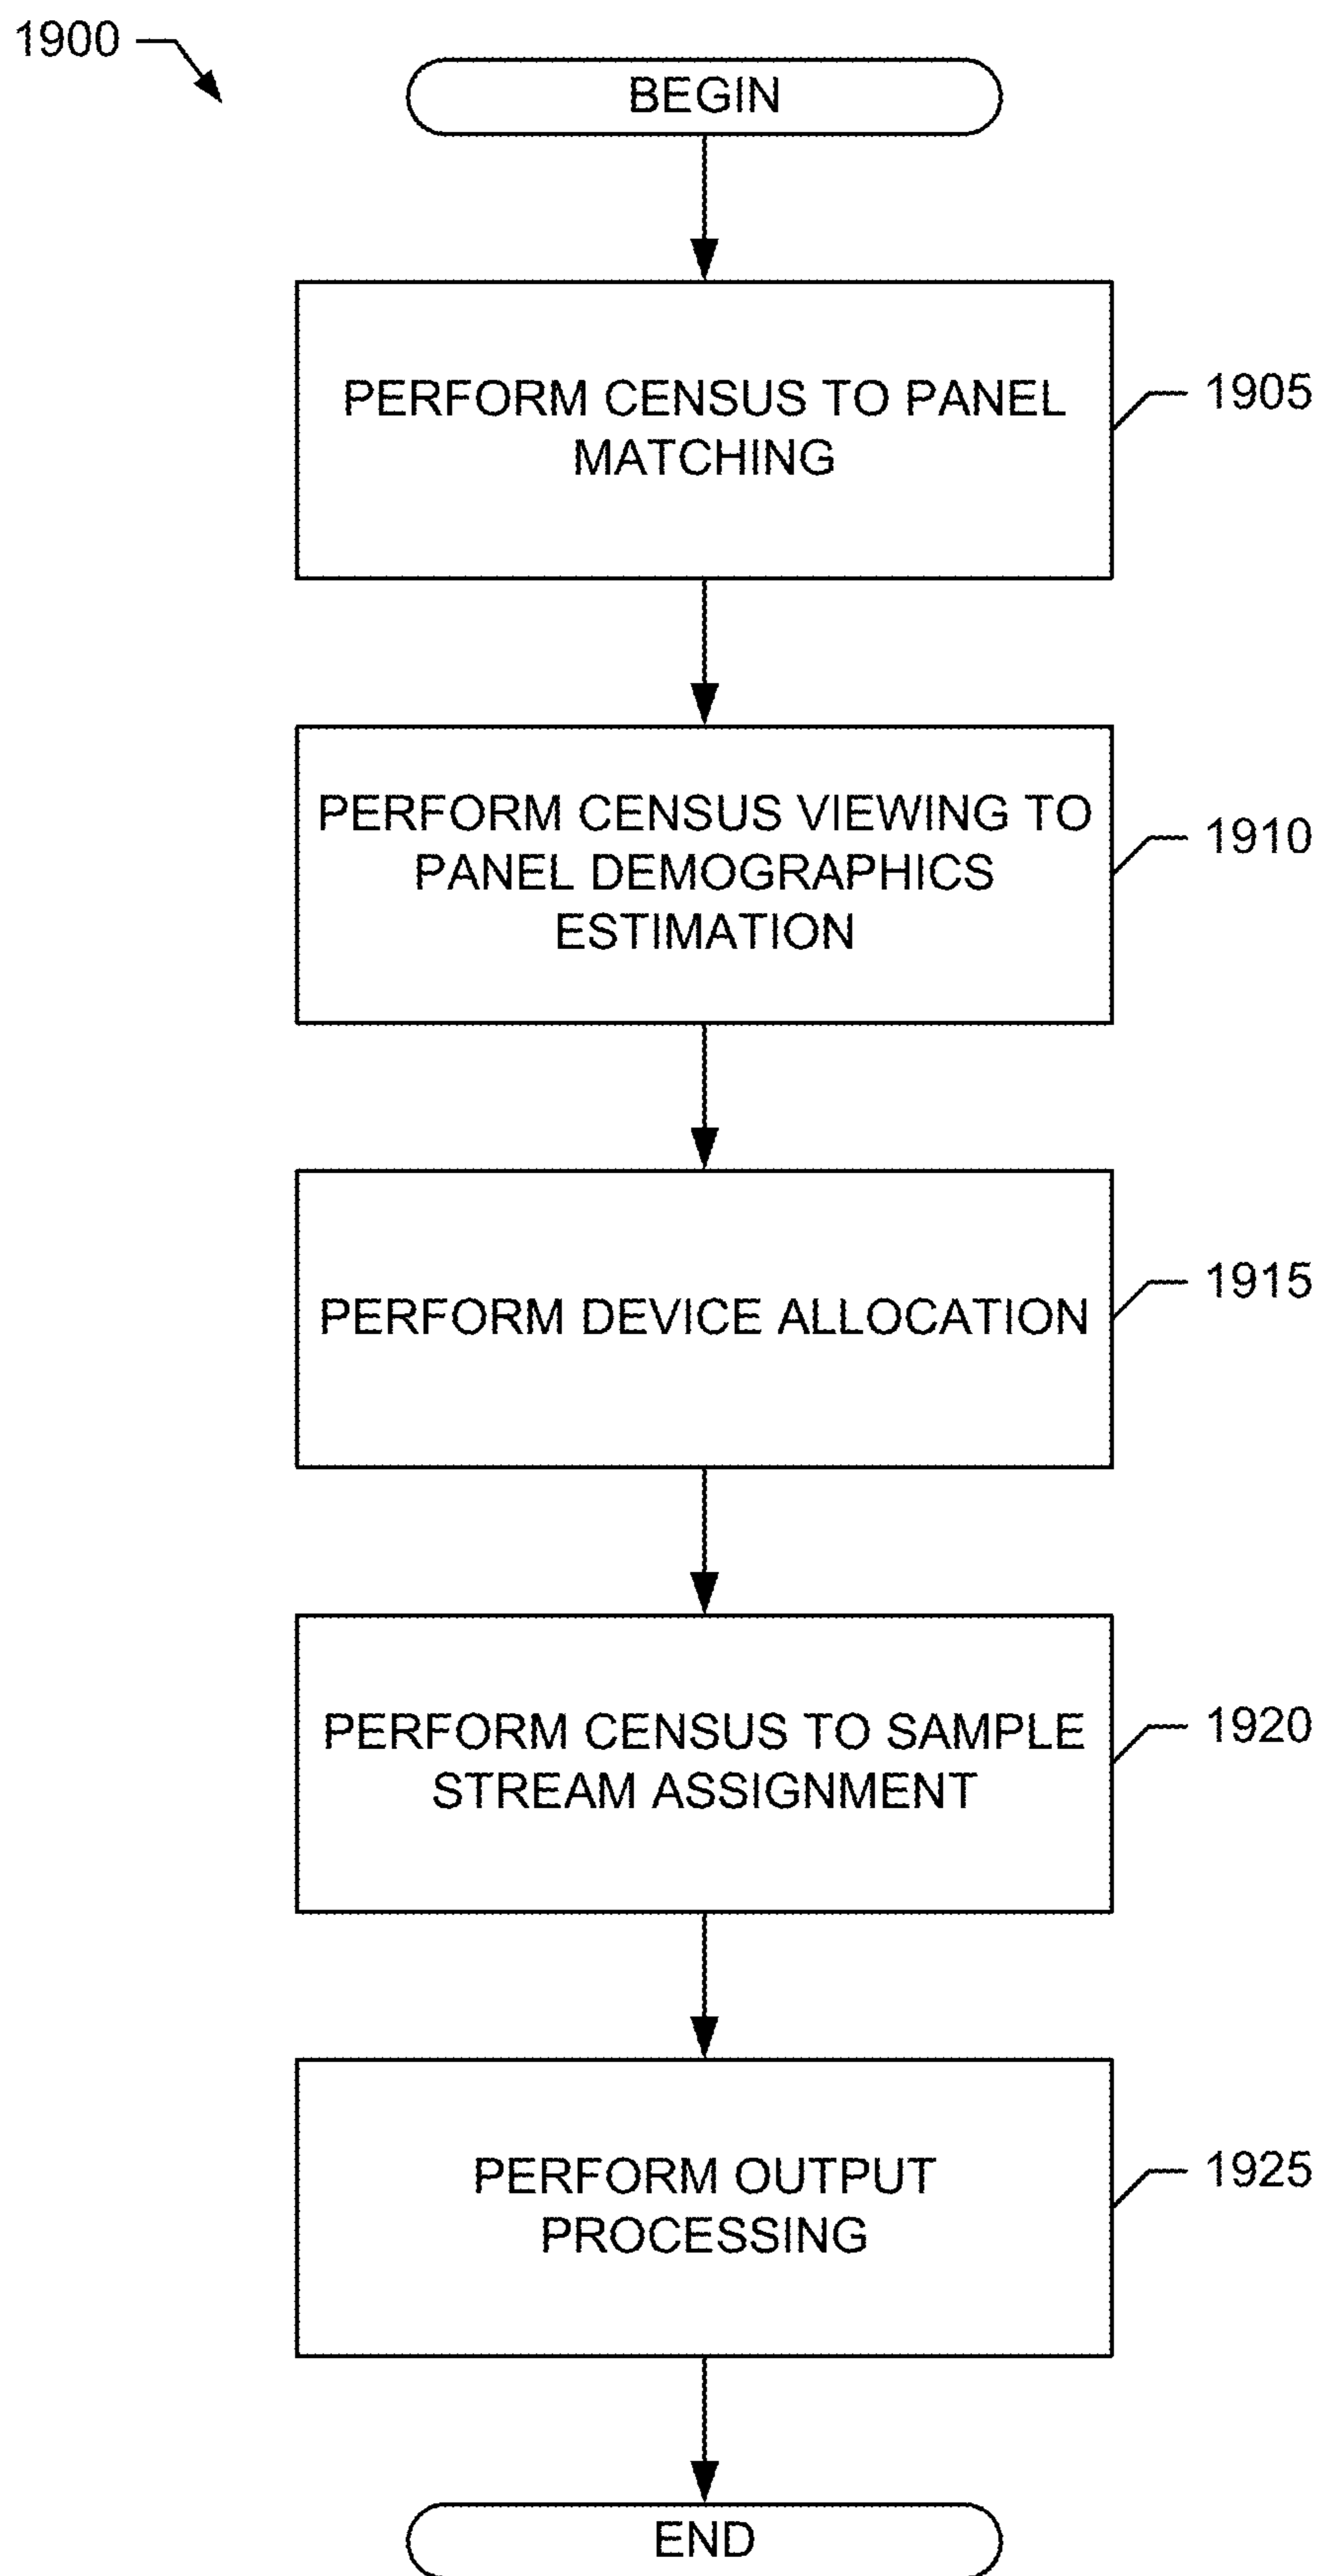 1900
BEGIN
PERFORM CENSUS TO PANEL
MATCHING
1905
PERFORM CENSUS VIEWING TO
PANEL DEMOGRAPHICS
ESTIMATION
1910
PERFORM DEVICE ALLOCATION
1915
PERFORM CENSUS TO SAMPLE
STREAM ASSIGNMENT
1920
PERFORM OUTPUT
PROCESSING
1925
END